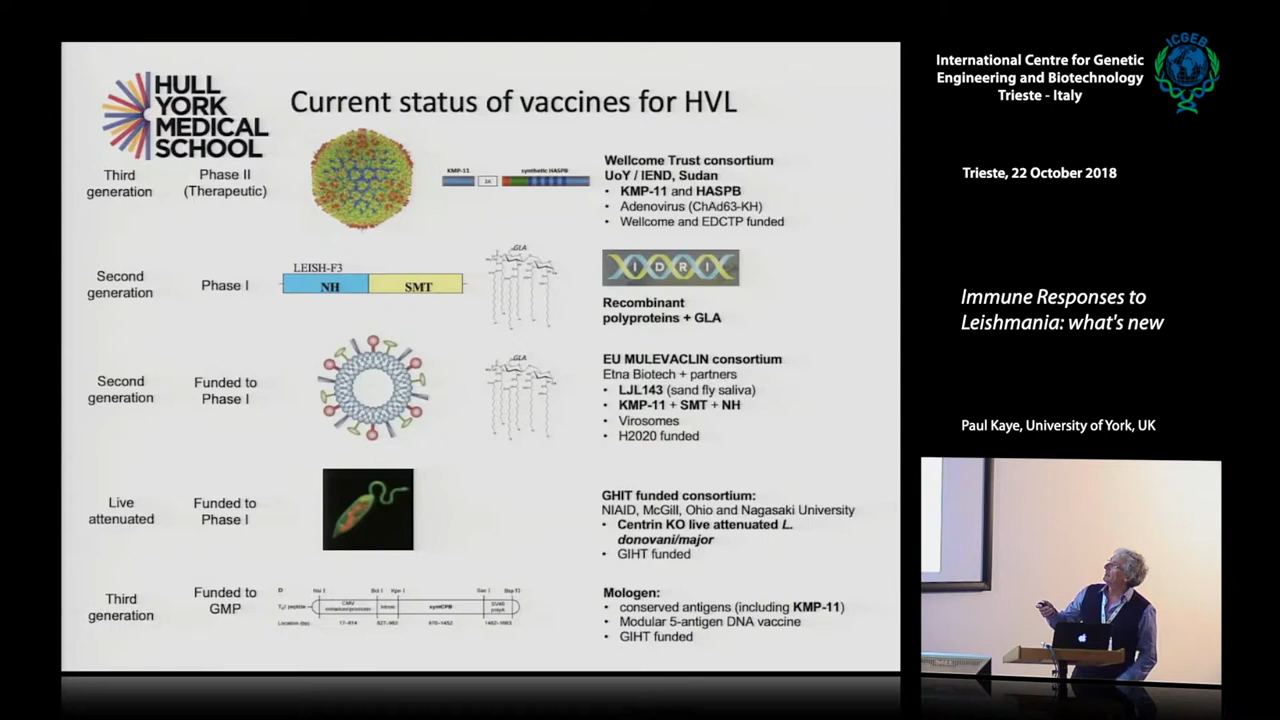 HULL
YORK
MEDICAL
SCHOOL
Current status of vaccines for HVL
Third
generation
Phase II
(Therapeutic)
KMP-11
2A
synthetic HASPB
Wellcome Trust consortium
UoY / IEND, Sudan
• KMP-11 and HASPB
• Adenovirus (ChAd63-KH)
• Wellcome and EDCTP funded
Second
generation
Phase I
LEISH-F3
NH
SMT
GLA
IDRI
Recombinant
polyproteins + GLA
Second
generation
Funded to
Phase I
GLA
EU MULEVACLIN consortium
Etna Biotech + partners
• LJL143 (sand fly saliva)
• KMP-11 + SMT + NH
• Virosomes
• H2020 funded
Live
attenuated
Funded to
Phase I
GHIT funded consortium:
NIAID, McGill, Ohio and Nagasaki University
• Centrin KO live attenuated L.
donovani/major
• GIHT funded
Third
generation
Funded to
GMP
D
Mologen:
• conserved antigens (including KMP-11)
• Modular 5-antigen DNA vaccine
• GIHT funded
International Centre for Genetic
Engineering and Biotechnology
Trieste - Italy
ICGEB
Trieste, 22 October 2018
Immune Responses to
Leishmania: what's new
Paul Kaye, University of York, UK